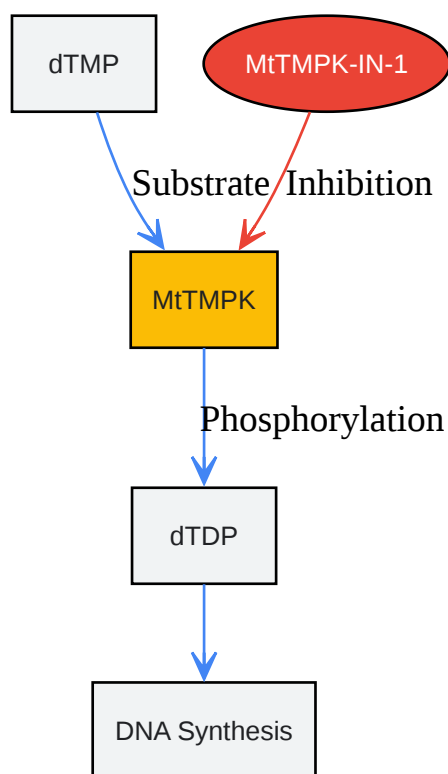 dTMP
MtTMPK-IN-1
Substrate
Inhibition
MtTMPK
Phosphorylation
dTDP
DNA Synthesis